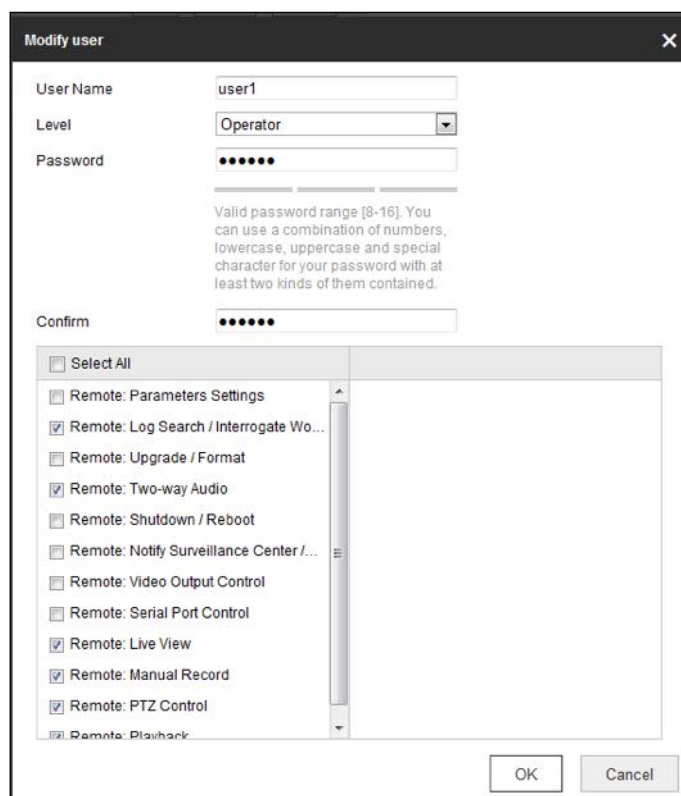 Modify user
User Name
user1
Level
Operator
Password
••••••
Valid password range [8-16]. You
can use a combination of numbers,
lowercase, uppercase and special
character for your password with at
least two kinds of them contained.
Confirm
••••••
Select All
Remote: Parameters Settings
Remote: Log Search / Interrogate Wo...
Remote: Upgrade / Format
Remote: Two-way Audio
Remote: Shutdown / Reboot
Remote: Notify Surveillance Center /...
Remote: Video Output Control
Remote: Serial Port Control
Remote: Live View
Remote: Manual Record
Remote: PTZ Control
Remote: Playback
OK
Cancel